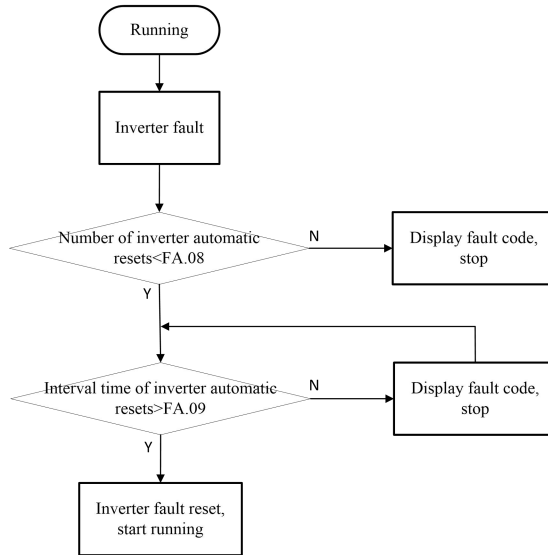 Running
Inverter fault
Number of inverter automatic
resets<FA.08
N
Display fault code,
stop
Y
Interval time of inverter automatic
resets>FA.09
N
Display fault code,
stop
Y
Inverter fault reset,
start running